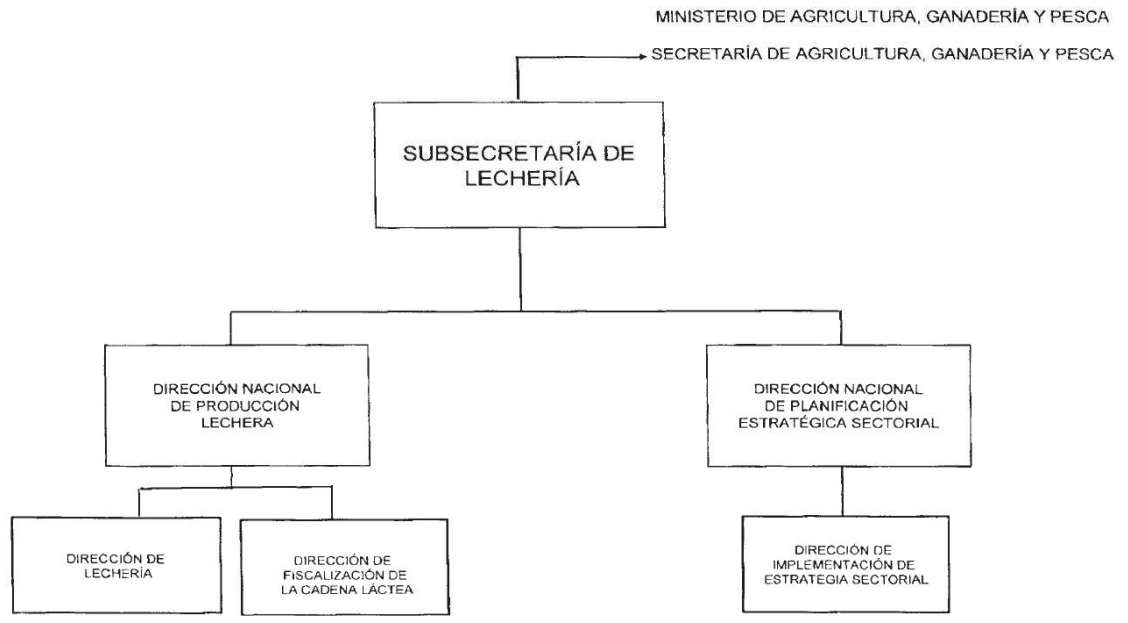 MINISTERIO DE AGRICULTURA, GANADERÍA Y PESCA
SECRETARÍA DE AGRICULTURA, GANADERÍA Y PESCA
SUBSECRETARÍA DE
LECHERÍA
DIRECCIÓN NACIONAL
DE PRODUCCIÓN
LECHERA
DIRECCIÓN NACIONAL
DE PLANIFICACIÓN
ESTRATÉGICA SECTORIAL
DIRECCIÓN DE
LECHERÍA
DIRECCIÓN DE
FISCALIZACIÓN DE
LA CADENA LÁCTEA
DIRECCIÓN DE
IMPLEMENTACIÓN DE
ESTRATEGIA SECTORIAL